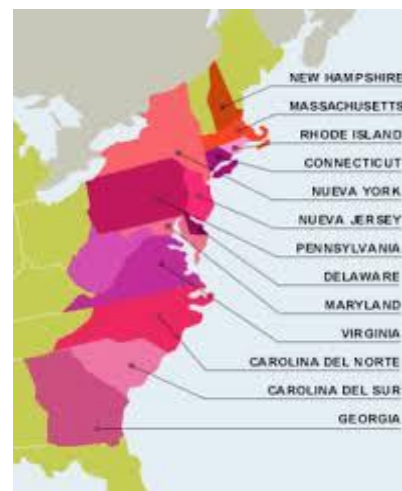 NEW HAMPSHIRE
MASSACHUSETTS
RHODE ISLAND
CONNECTICUT
NUEVA YORK
NUEVA JERSEY
PENNSYLVANIA
DELAWARE
MARYLAND
VIRGINIA
CAROLINA DEL NORTE
CAROLINA DEL SUR
GEORGIA